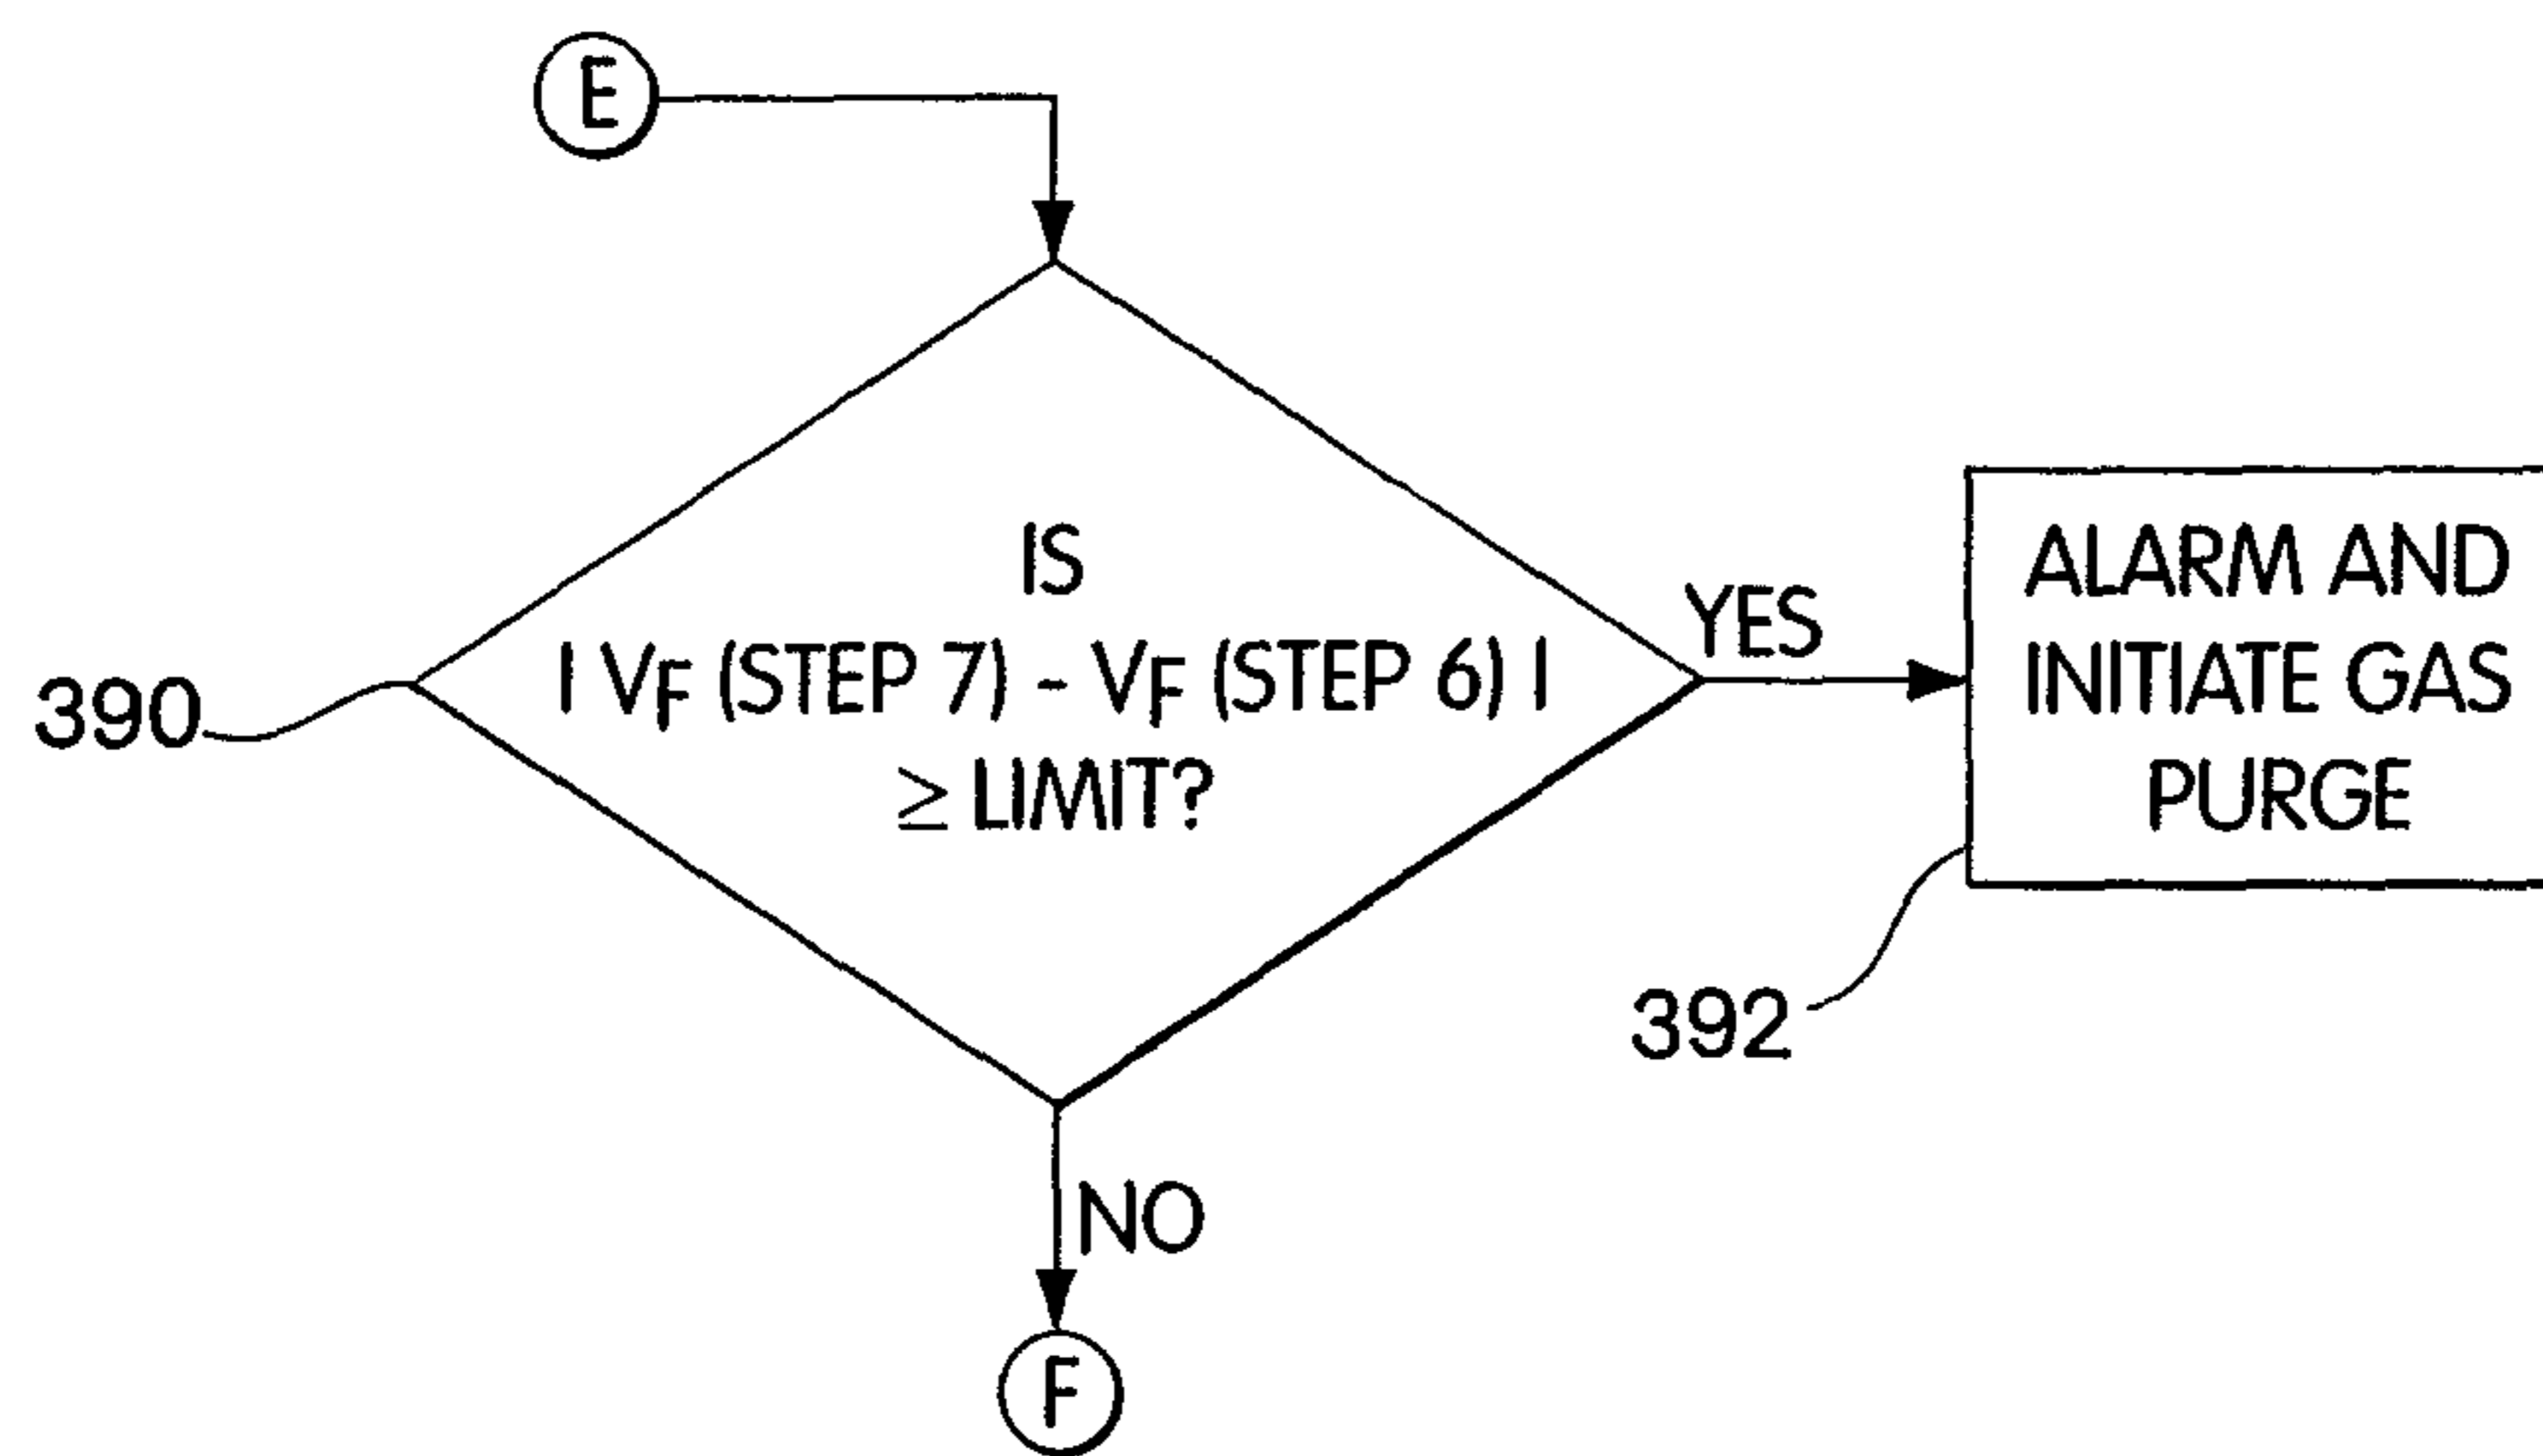 E
IS
| VF (STEP 7) - VF (STEP 6) |
≥ LIMIT?
390
YES
ALARM AND
INITIATE GAS
PURGE
392
NO
F